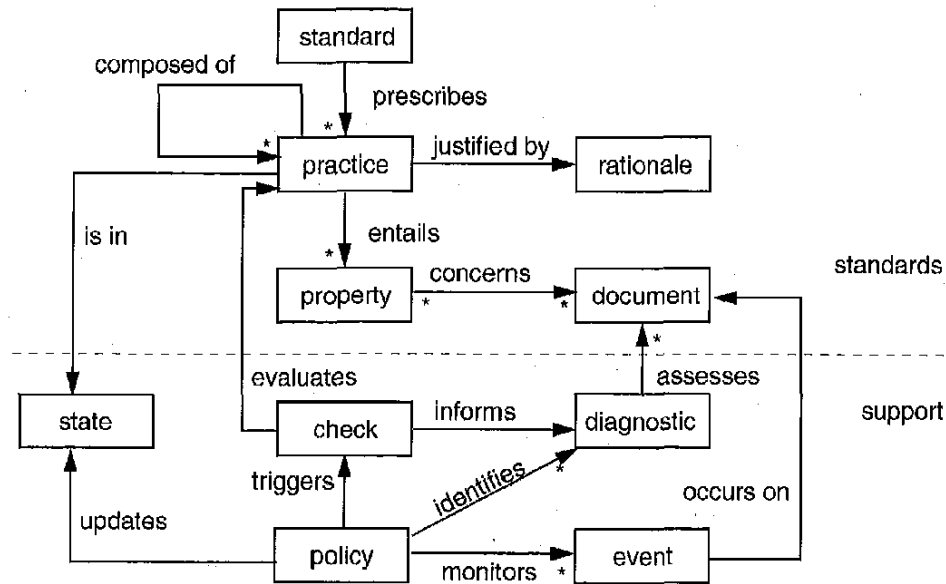 standard
composed of
prescribes
*
*
practice
justified by
rationale
is in
entails
*
property
concerns
*
*
document
standards
*
evaluates
assesses
state
check
informs
diagnostic
support
triggers
identifies
*
occurs on
updates
policy
monitors
*
event